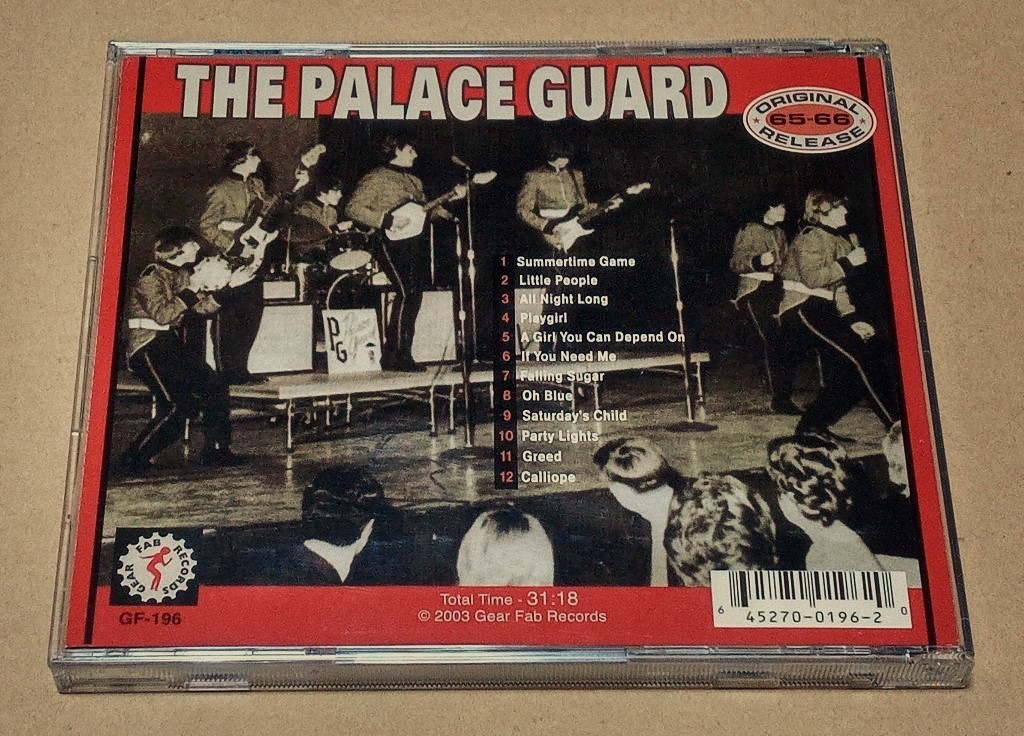 THE PALACE GUARD
ORIGINAL
65-66
RELEASE
1 Summertime Game
2 Little People
3 All Night Long
4 Playgirl
5 A Girl You Can Depend On
6 If You Need Me
7 Falling Sugar
8 Oh Blue
9 Saturday's Child
10 Party Lights
11 Greed
12 Calliope
PG
GEAR FAB RECORDS
GF-196
Total Time - 31:18
© 2003 Gear Fab Records
6 45270-0196-2 0